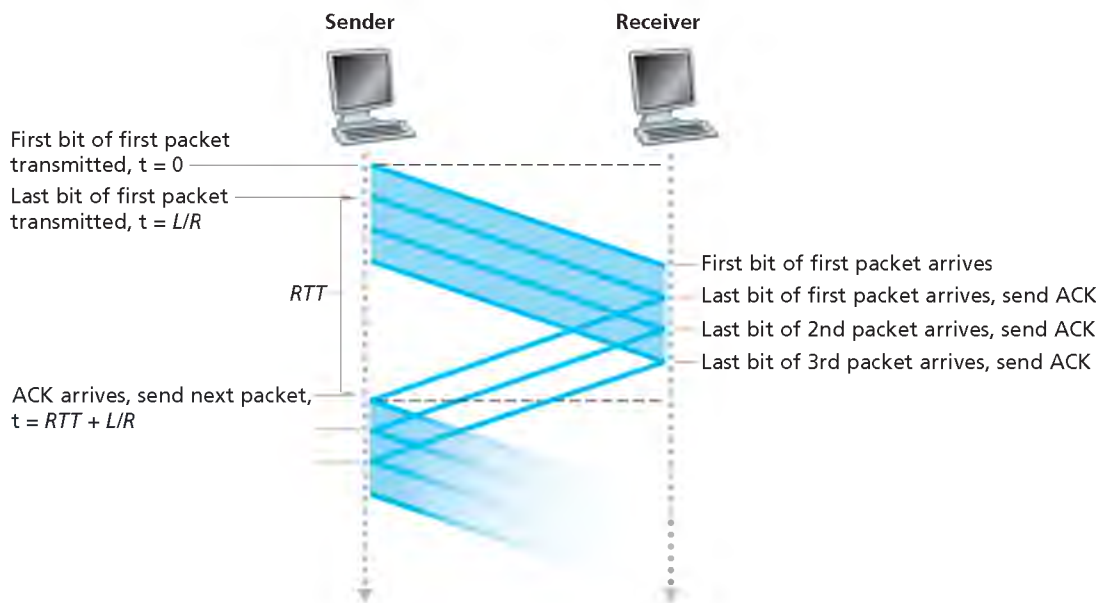 Sender
Receiver
First bit of first packet
transmitted, t = 0
Last bit of first packet
transmitted, t = L/R
RTT
First bit of first packet arrives
Last bit of first packet arrives, send ACK
Last bit of 2nd packet arrives, send ACK
Last bit of 3rd packet arrives, send ACK
ACK arrives, send next packet,
t = RTT + L/R